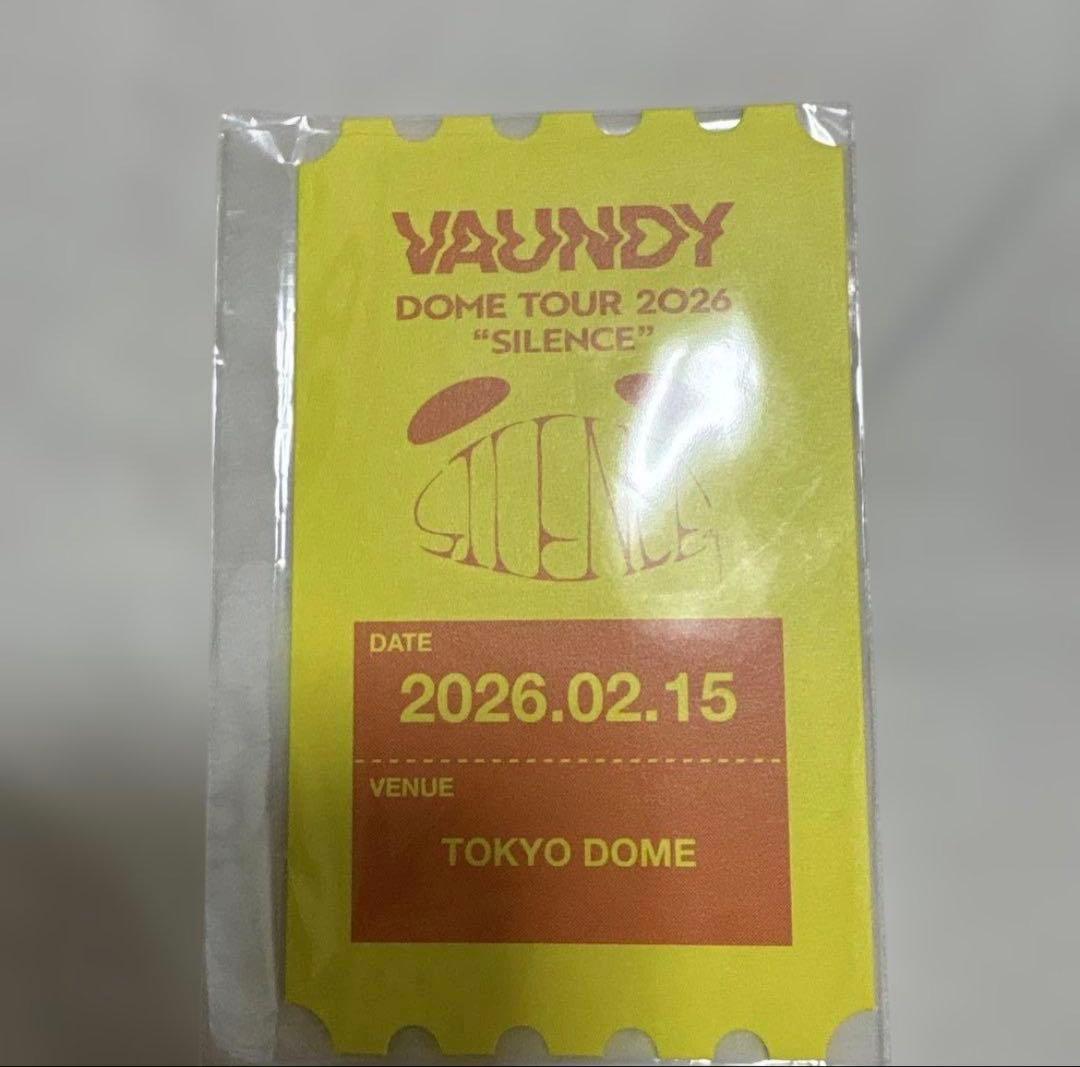 VAUNDY
DOME TOUR 2026
“SILENCE”
SILENCE
DATE
2026.02.15
VENUE
TOKYO DOME